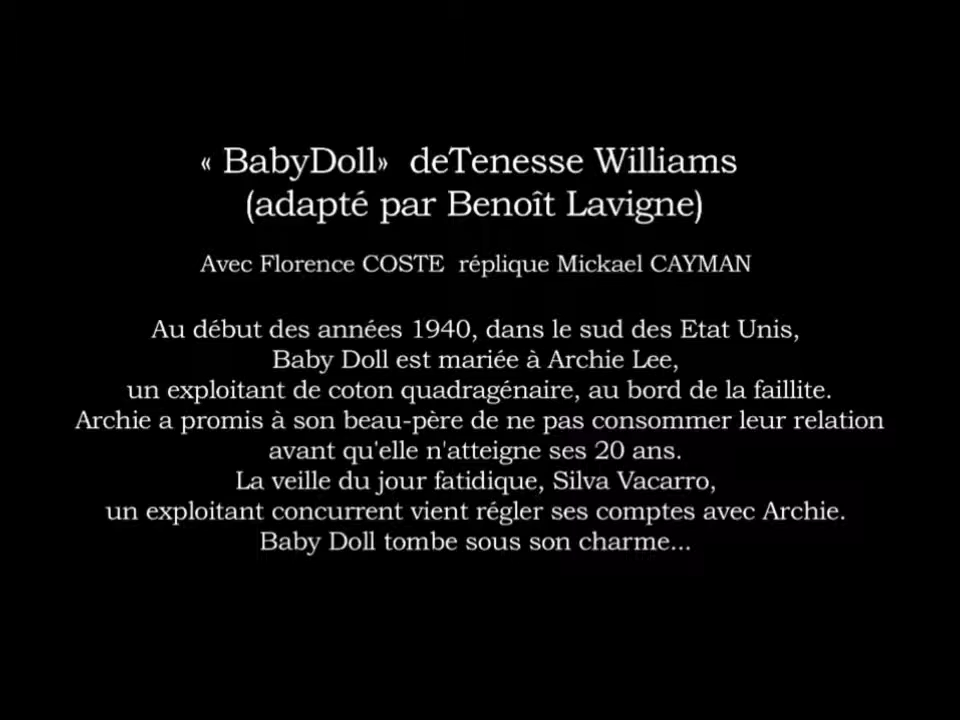 « BabyDoll» deTenesse Williams
(adapté par Benoît Lavigne)
Avec Florence COSTE réplique Mickael CAYMAN
Au début des années 1940, dans le sud des Etat Unis,
Baby Doll est mariée à Archie Lee,
un exploitant de coton quadragénaire, au bord de la faillite.
Archie a promis à son beau-père de ne pas consommer leur relation
avant qu'elle n'atteigne ses 20 ans.
La veille du jour fatidique, Silva Vacarro,
un exploitant concurrent vient régler ses comptes avec Archie.
Baby Doll tombe sous son charme...